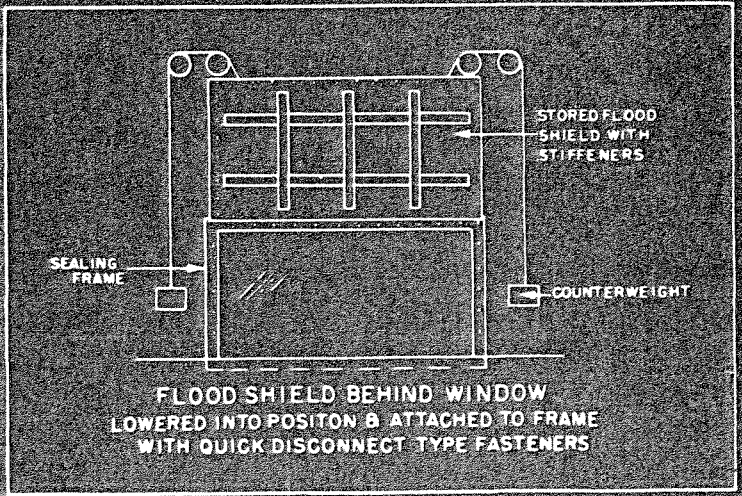 STORED FLOOD
SHIELD WITH
STIFFENERS
SEALING
FRAME
COUNTERWEIGHT
FLOOD SHIELD BEHIND WINDOW
LOWERED INTO POSITON & ATTACHED TO FRAME
WITH QUICK DISCONNECT TYPE FASTENERS